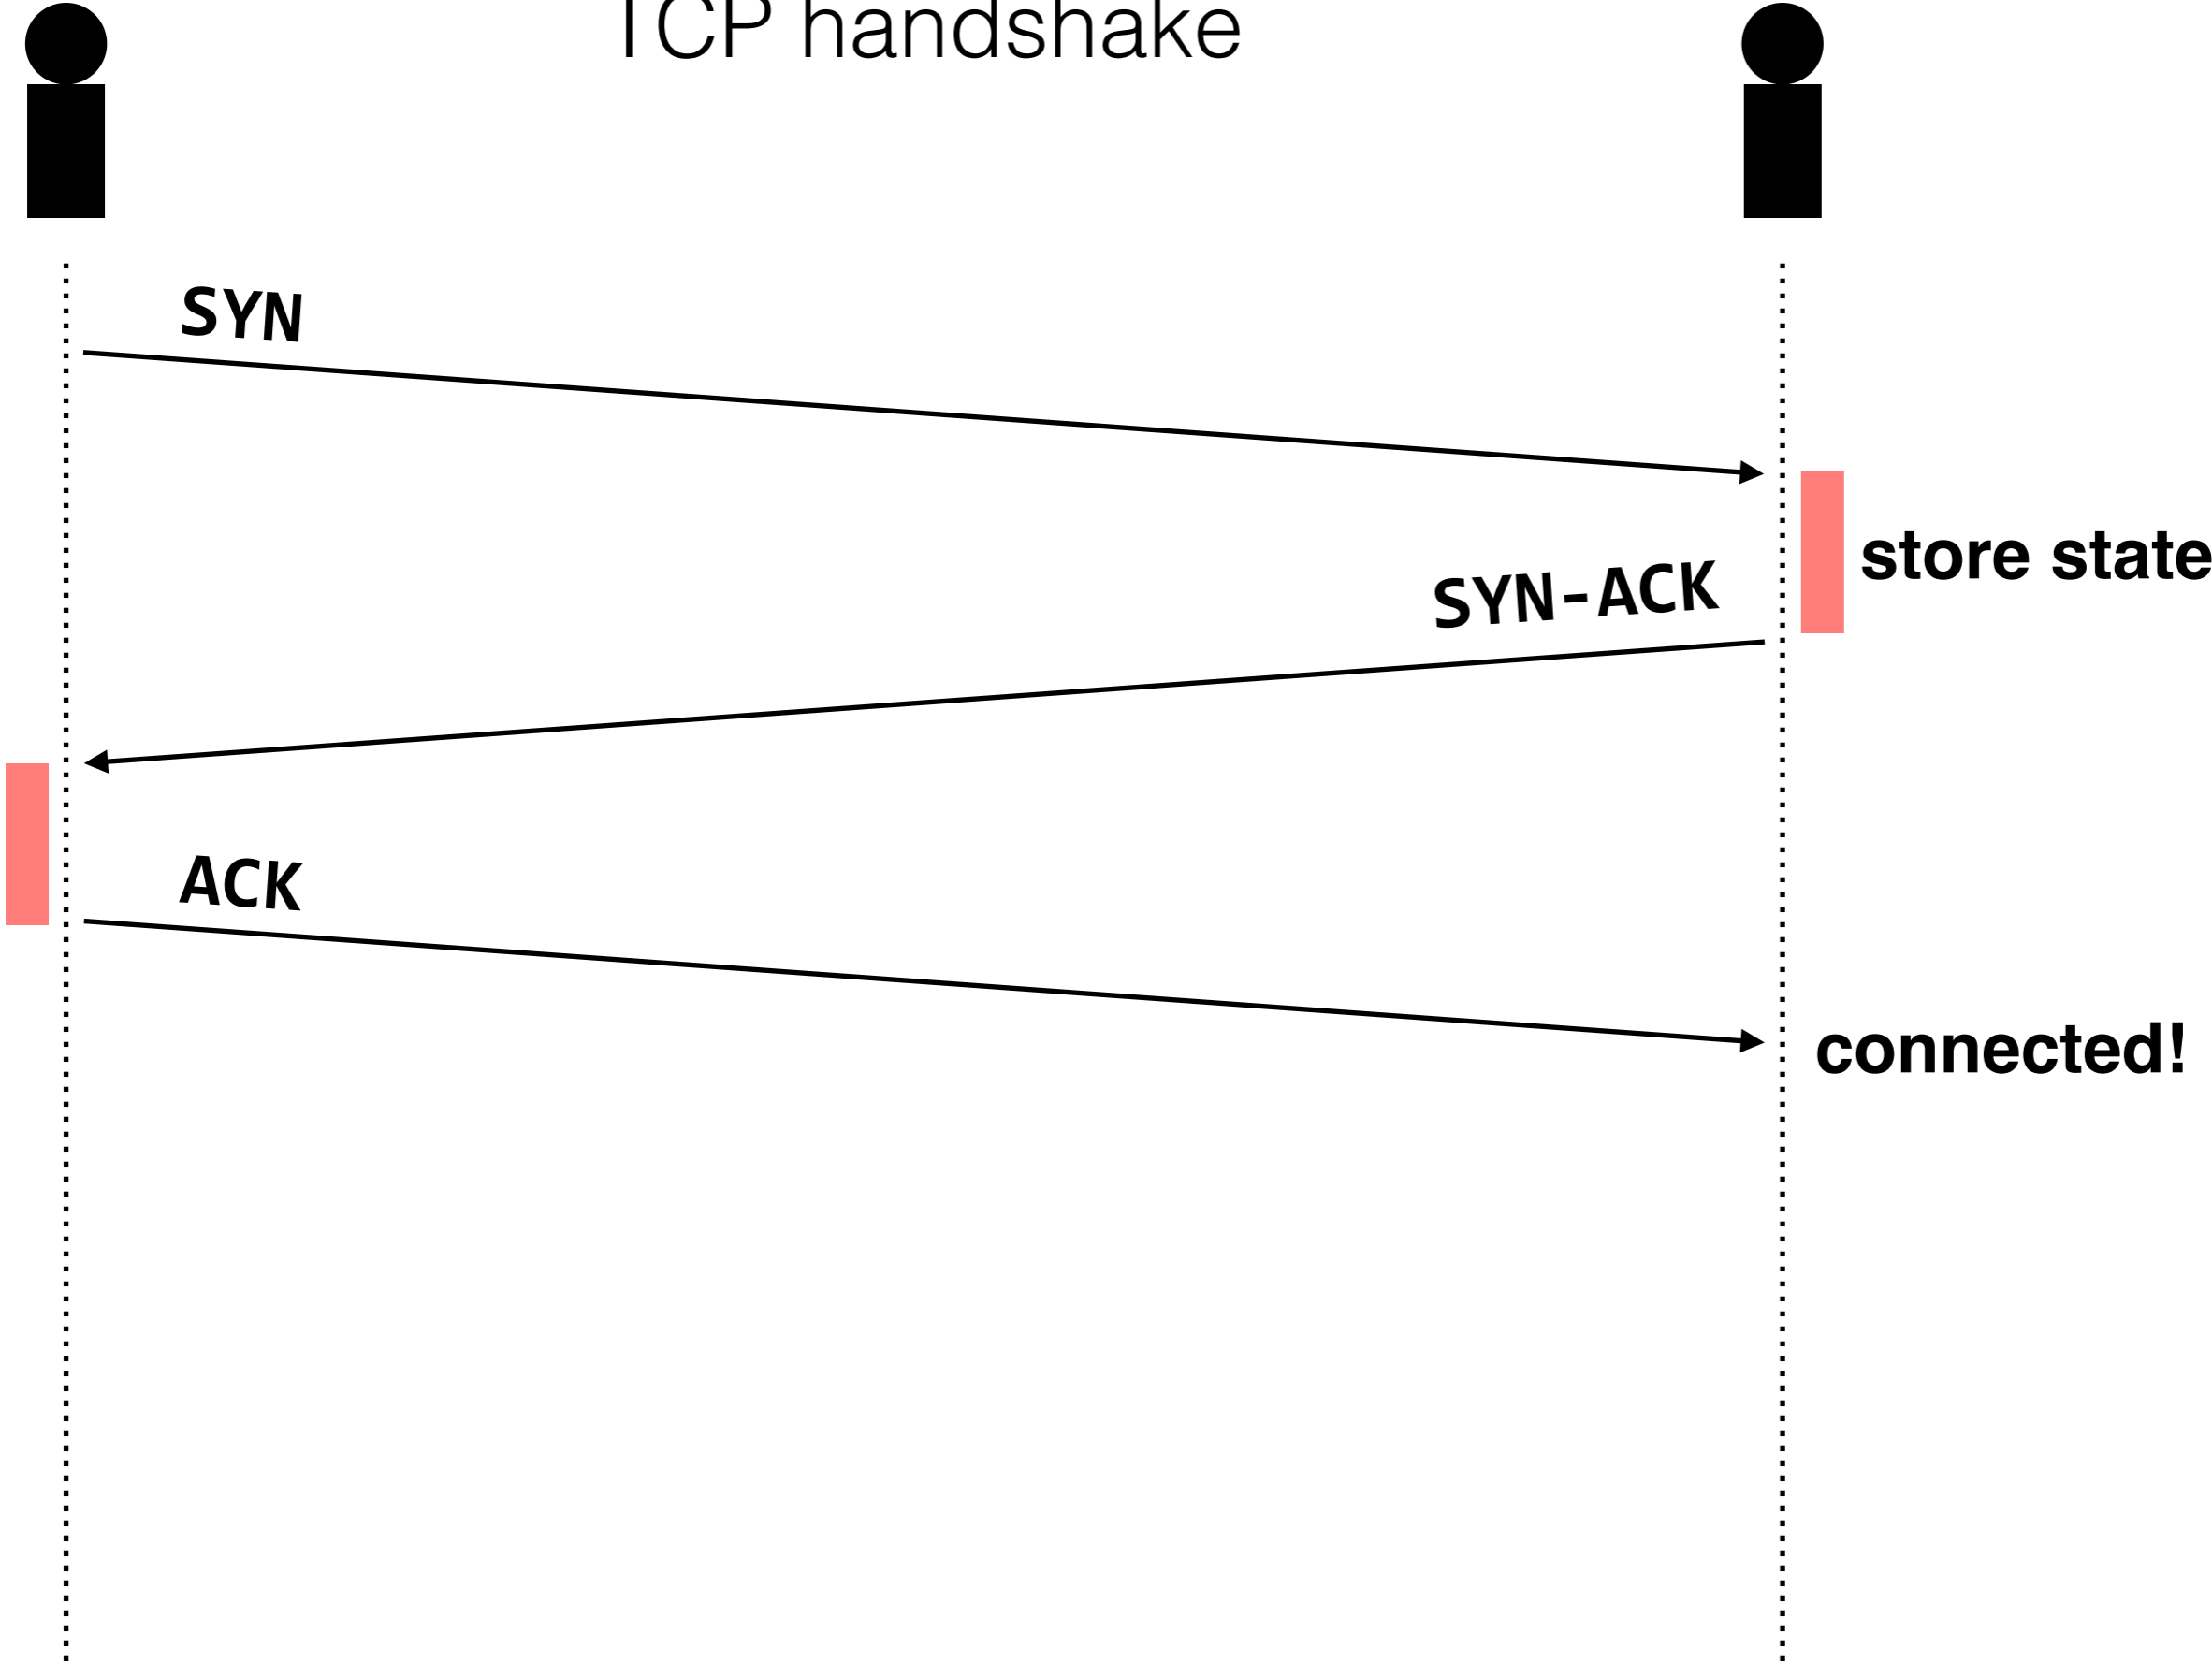 TCP handshake
SYN
store state
SYN-ACK
ACK
connected!